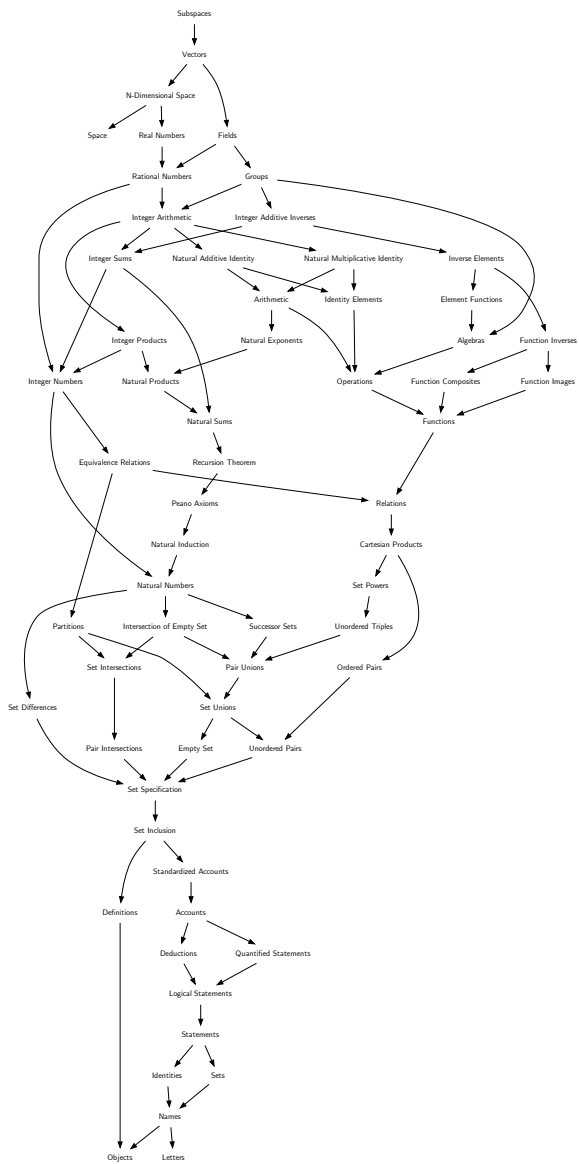 Subspaces
Vectors
N-Dimensional Space
Space
Real Numbers
Fields
Rational Numbers
Groups
Integer Arithmetic
Integer Additive Inverses
Integer Sums
Natural Additive Identity
Natural Multiplicative Identity
Inverse Elements
Arithmetic
Identity Elements
Element Functions
Integer Products
Natural Exponents
Algebras
Function Inverses
Integer Numbers
Natural Products
Operations
Function Composites
Function Images
Natural Sums
Functions
Equivalence Relations
Recursion Theorem
Peano Axioms
Relations
Natural Induction
Cartesian Products
Natural Numbers
Set Powers
Partitions
Intersection of Empty Set
Successor Sets
Unordered Triples
Set Intersections
Pair Unions
Ordered Pairs
Set Differences
Set Unions
Pair Intersections
Empty Set
Unordered Pairs
Set Specification
Set Inclusion
Standardized Accounts
Definitions
Accounts
Deductions
Quantified Statements
Logical Statements
Statements
Identities
Sets
Names
Objects
Letters